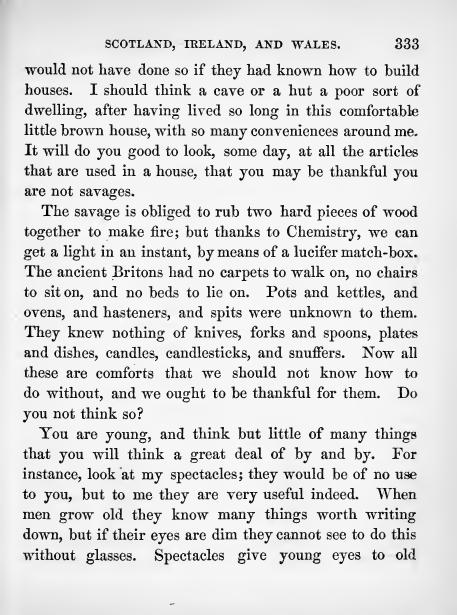 SCOTLAND, IRELAND, AND WALES. 333
would not have done so if they had known how to build
houses. I should think a cave or a hut a poor sort of
dwelling, after having lived so long in this comfortable
little brown house, with so many conveniences around me.
It will do you good to look, some day, at all the articles
that are used in a house, that you may be thankful you
are not savages.
The savage is obliged to rub two hard pieces of wood
together to make fire; but thanks to Chemistry, we can
get a light in an instant, by means of a lucifer match-box.
The ancient Britons had no carpets to walk on, no chairs
to sit on, and no beds to lie on. Pots and kettles, and
ovens, and hasteners, and spits were unknown to them.
They knew nothing of knives, forks and spoons, plates
and dishes, candles, candlesticks, and snuffers. Now all
these are comforts that we should not know how to
do without, and we ought to be thankful for them. Do
you not think so?
You are young, and think but little of many things
that you will think a great deal of by and by. For
instance, look at my spectacles; they would be of no use
to you, but to me they are very useful indeed. When
men grow old they know many things worth writing
down, but if their eyes are dim they cannot see to do this
without glasses. Spectacles give young eyes to old